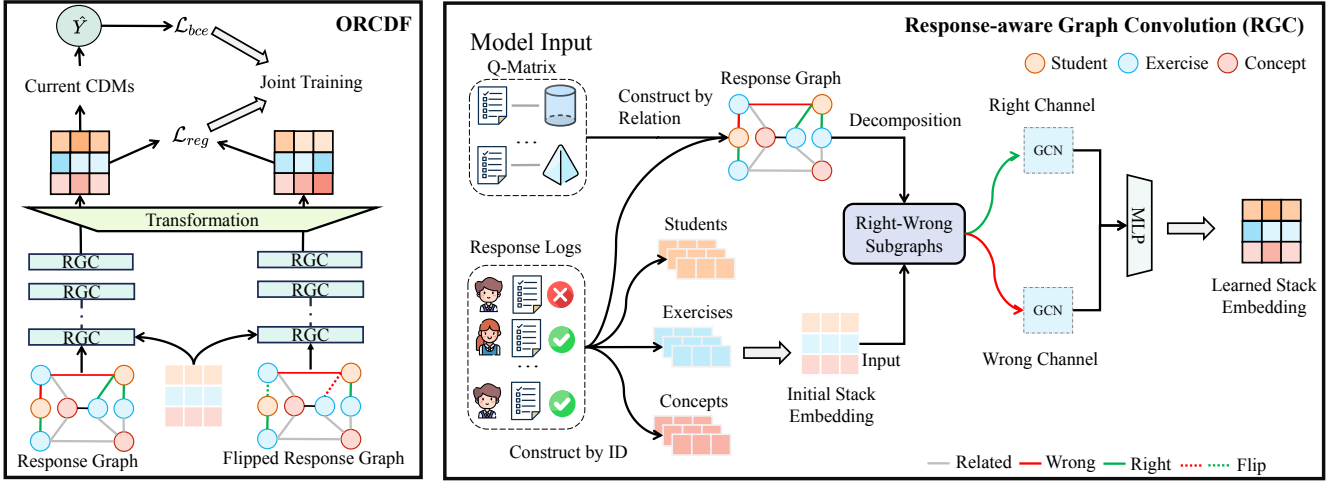 ORCDF
Ŷ
ℒ_bce
Current CDMs
Joint Training
ℒ_reg
Transformation
RGC
RGC
RGC
RGC
RGC
RGC
Response Graph
Flipped Response Graph
Response-aware Graph Convolution (RGC)
Model Input
Q-Matrix
Student
Exercise
Concept
...
Construct by
Relation
Response Graph
Decomposition
Right Channel
GCN
Response Logs
...
Students
Exercises
Concepts
Construct by ID
Initial Stack
Embedding
Input
Right-Wrong
Subgraphs
GCN
Wrong Channel
MLP
Learned Stack
Embedding
Related
Wrong
Right
Flip